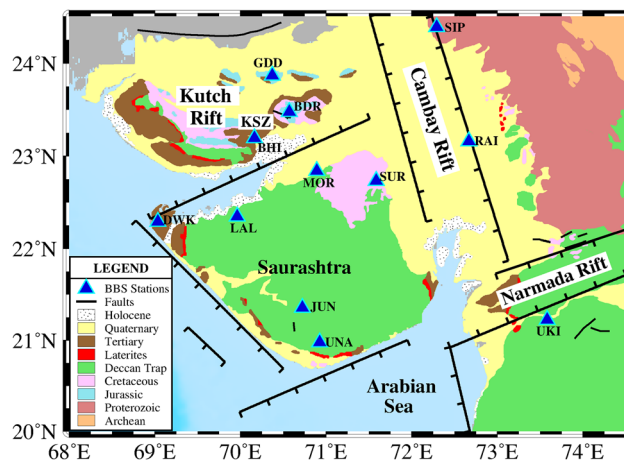 24°N
23°N
22°N
21°N
20°N
68°E
69°E
70°E
71°E
72°E
73°E
74°E
SIP
GDD
Kutch
Rift
BDR
KSZ
BHI
Cambay Rift
RAI
MOR
SUR
DWK
LAL
Saurashtra
Narmada Rift
JUN
UKI
UNA
Arabian
Sea
LEGEND
BBS Stations
Faults
Holocene
Quaternary
Tertiary
Laterites
Deccan Trap
Cretaceous
Jurassic
Proterozoic
Archean